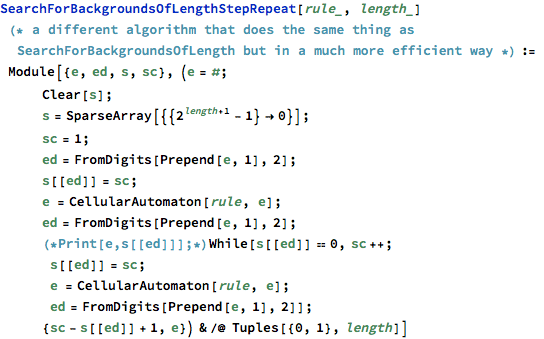 SearchForBackgroundsOfLengthStepRepeat[rule_, length_]
(* a different algorithm that does the same thing as
SearchForBackgroundsOfLength but in a much more efficient way *) :=
Module[{e, ed, s, sc}, (e = #;
Clear[s];
s = SparseArray[{{2^length+1 - 1} → 0}];
sc = 1;
ed = FromDigits[Prepend[e, 1], 2];
s[[ed]] = sc;
e = CellularAutomaton[rule, e];
ed = FromDigits[Prepend[e, 1], 2];
(*Print[e,s[[ed]]];*)While[s[[ed]] == 0, sc++;
s[[ed]] = sc;
e = CellularAutomaton[rule, e];
ed = FromDigits[Prepend[e, 1], 2]];
{sc - s[[ed]] + 1, e}) & /@ Tuples[{0, 1}, length]]